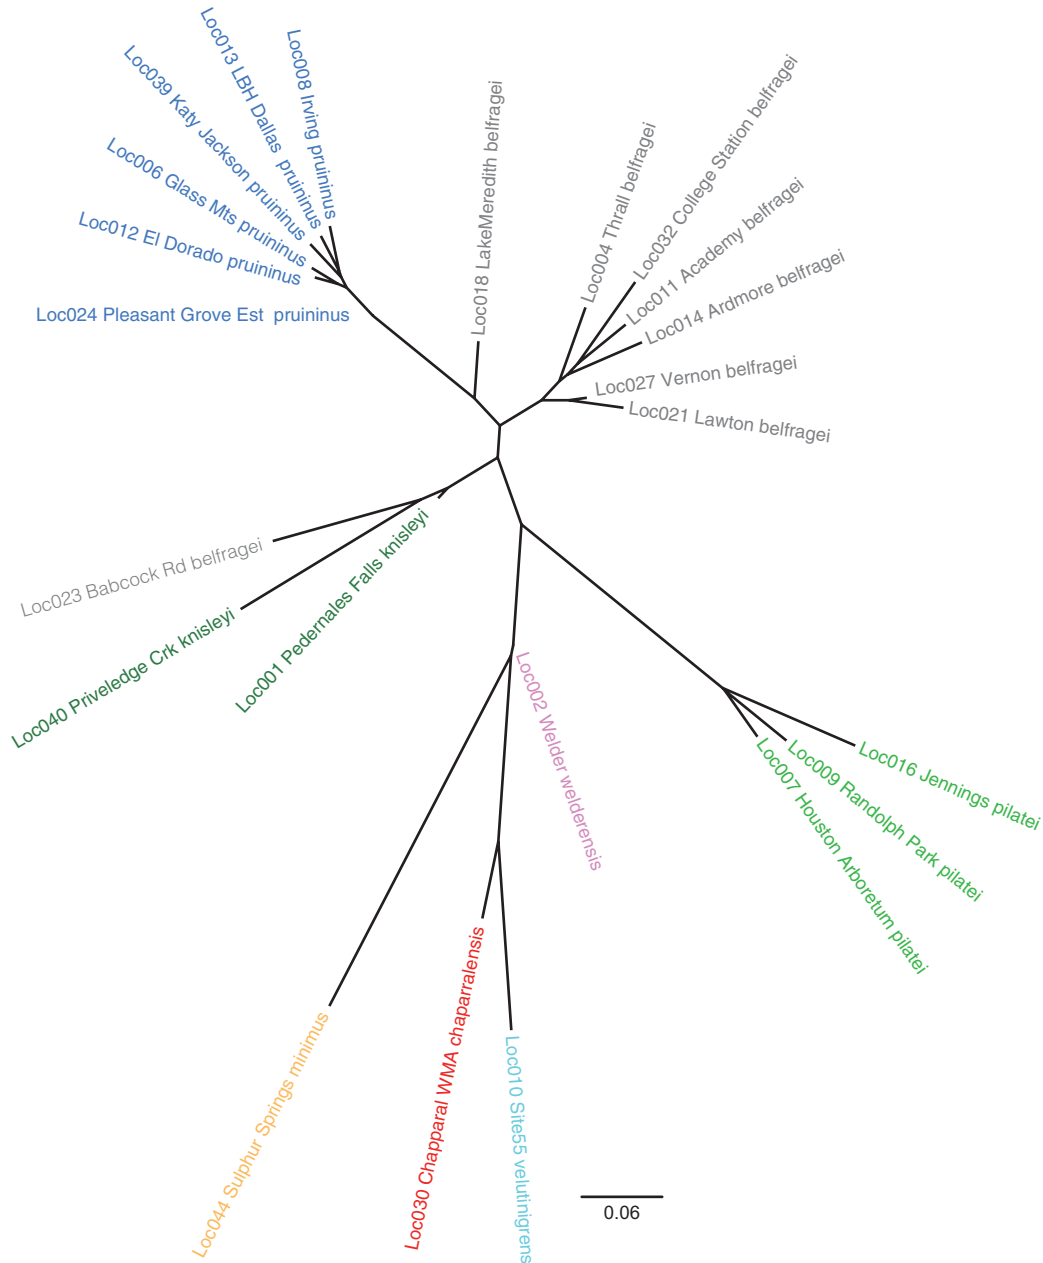 Loc013 LBH Dallas pruininus
Loc008 Irving pruininus
Loc039 Katy Jackson pruininus
Loc006 Glass Mts pruininus
Loc012 El Dorado pruininus
Loc024 Pleasant Grove Est pruininus
Loc018 LakeMeredith belfragei
Loc004 Thrall belfragei
Loc032 College Station belfragei
Loc011 Academy belfragei
Loc014 Ardmore belfragei
Loc027 Vernon belfragei
Loc021 Lawton belfragei
Loc023 Babcock Rd belfragei
Loc040 Priveledge Crk knisleyi
Loc001 Pedernales Falls knisleyi
Loc002 Welder welderensis
Loc016 Jennings pilatei
Loc009 Randolph Park pilatei
Loc007 Houston Arboretum pilatei
Loc044 Sulphur Springs minimus
Loc030 Chapparal WMA chaparralensis
Loc010 Site55 velutinigrens
0.06